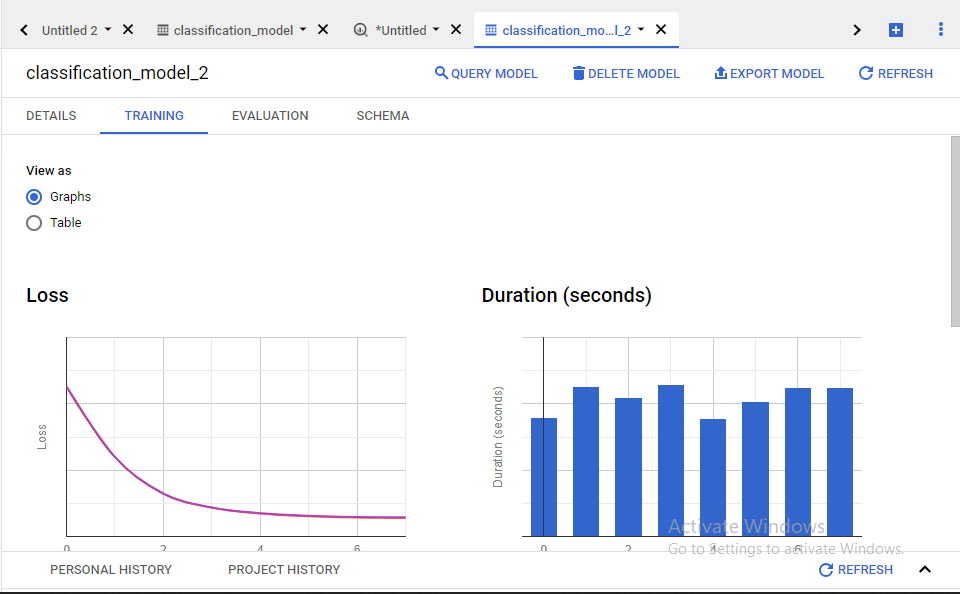 Untitled 2 classification_model *Untitled classification_mo...l_2
classification_model_2 QUERY MODEL DELETE MODEL EXPORT MODEL REFRESH
DETAILS TRAINING EVALUATION SCHEMA
View as
Graphs
Table
Loss Duration (seconds)
Loss
Duration (seconds)
0 2 4 6 0 2 4 6
Activate Windows
Go to Settings to activate Windows.
PERSONAL HISTORY PROJECT HISTORY REFRESH